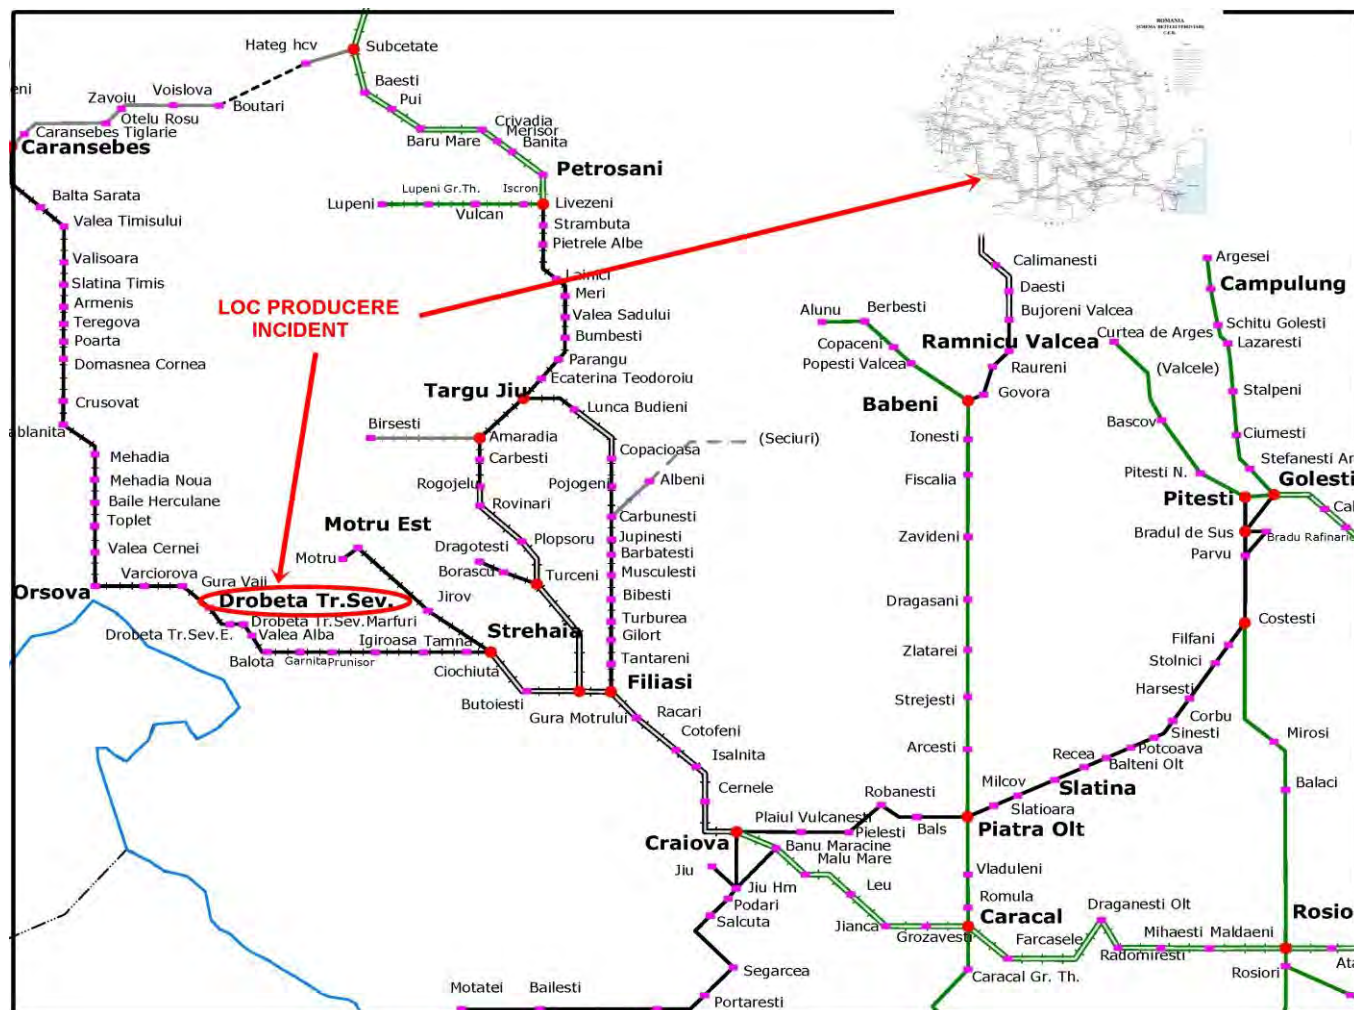 ROMANIA
Hateg hcv
Subcetate
eni
Zavoiu
Voislova
Boutari
Otelu Rosu
Caransebes Tiglarie
Caransebes
Baesti
Pui
Crivadia
Merisor
Banita
Baru Mare
Petrosani
Lupeni
Lupeni Gr.Th.
Iscroni
Vulcan
Livezeni
Balta Sarata
Valea Timisului
Strambuta
Pietrele Albe
Valisoara
Slatina Timis
Armenis
Teregova
Poarta
Domasnea Cornea
Crusovat
ablanita
LOC PRODUCERE
INCIDENT
Lainici
Meri
Valea Sadului
Bumbesti
Parangu
Ecaterina Teodoroiu
Calimanesti
Daesti
Bujoreni Valcea
Argesei
Campulung
Alunu
Berbesti
Copaceni
Popesti Valcea
Ramnicu Valcea
Raureni
Govora
Curtea de Arges
(Valcele)
Schitu Golesti
Lazaresti
Stalpeni
Targu Jiu
Lunca Budieni
Babeni
Birsesti
Amaradia
Carbesti
Copacioasa
(Seciuri)
Albeni
Ionesti
Bascov
Ciumesti
Stefanesti Ar
Mehadia
Mehadia Noua
Baile Herculane
Toplet
Valea Cernei
Rogojelu
Rovinari
Pojogeni
Carbunesti
Fiscalia
Pitesti N.
Pitesti
Golesti
Cal
Motru Est
Motru
Dragotesti
Plopsoru
Borascu
Turceni
Jupinesti
Barbatesti
Musculesti
Bibesti
Turburea
Gilort
Tantareni
Zavideni
Bradul de Sus
Bradu Rafinarie
Parvu
Orsova
Varciorova
Gura Vaii
Drobeta Tr.Sev.
Drobeta Tr.Sev.Marfuri
Drobeta Tr.Sev.E.
Valea Alba
Balota
Garnita
Prunisor
Igiroasa
Tamna
Jirov
Strehaia
Ciochiuta
Butoiesti
Gura Motrului
Filiasi
Dragasani
Zlatarei
Strejesti
Arcesti
Costesti
Filfani
Stolnici
Harsesti
Corbu
Sinesti
Potcoava
Balteni Olt
Recea
Mirosi
Balaci
Racari
Cotofeni
Isalnita
Cernele
Craiova
Plaiul Vulcanesti
Robanesti
Pielesti
Bals
Milcov
Slatioara
Slatina
Piatra Olt
Banu Maracine
Malu Mare
Jiu
Jiu Hm
Podari
Salcuta
Leu
Jianca
Grozavesti
Vladuleni
Romula
Caracal
Draganesti Olt
Farcasele
Radomiresti
Mihaesti
Maldaeni
Rosio
Rosiori
Ata
Caracal Gr. Th.
Segarcea
Portaresti
Motatei
Bailesti